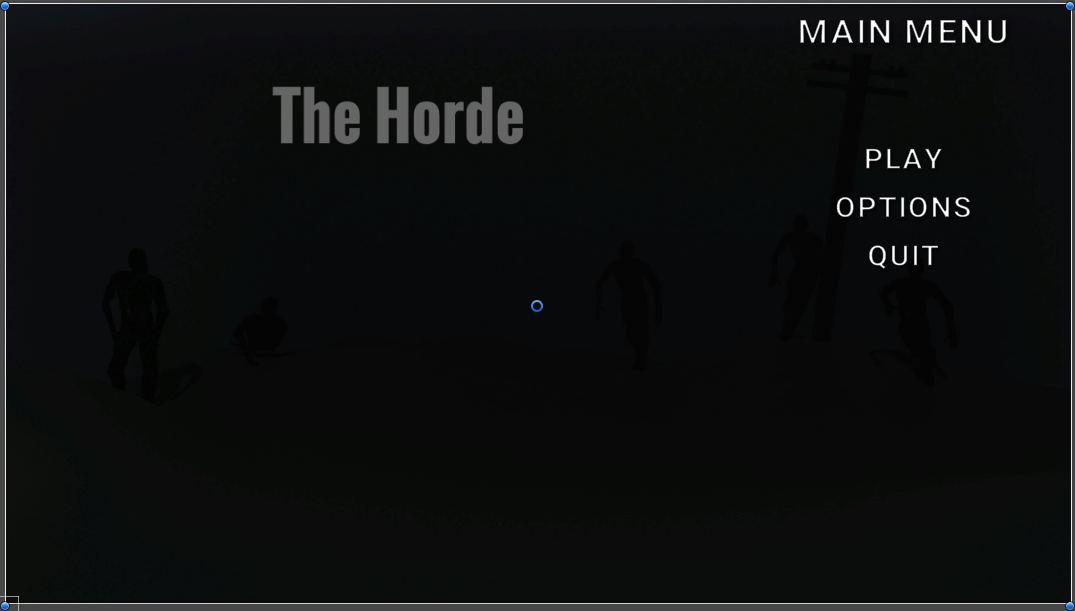 MAIN MENU
The Horde
PLAY
OPTIONS
QUIT